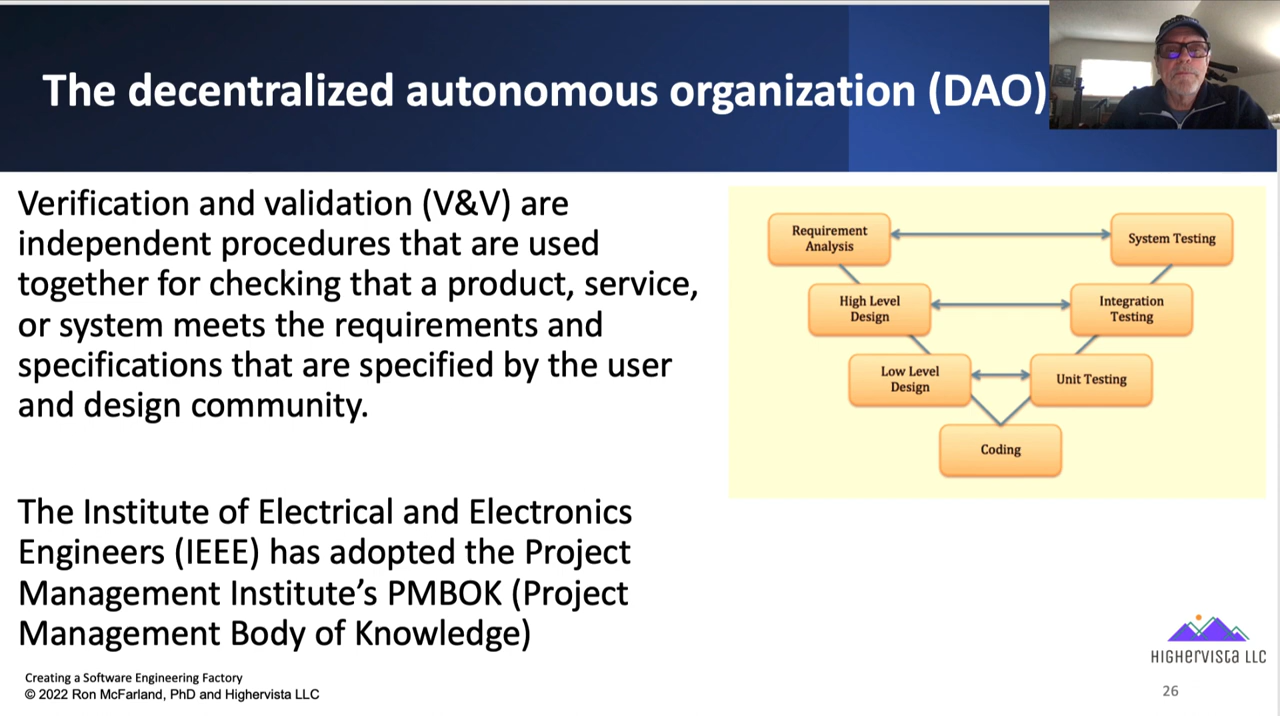 The decentralized autonomous organization (DAO)
Verification and validation (V&V) are
independent procedures that are used
together for checking that a product, service,
or system meets the requirements and
specifications that are specified by the user
and design community.
The Institute of Electrical and Electronics
Engineers (IEEE) has adopted the Project
Management Institute’s PMBOK (Project
Management Body of Knowledge)
Requirement
Analysis
System Testing
High Level
Design
Integration
Testing
Low Level
Design
Unit Testing
Coding
HIGHERVISTA LLC
Creating a Software Engineering Factory
© 2022 Ron McFarland, PhD and Highervista LLC
26